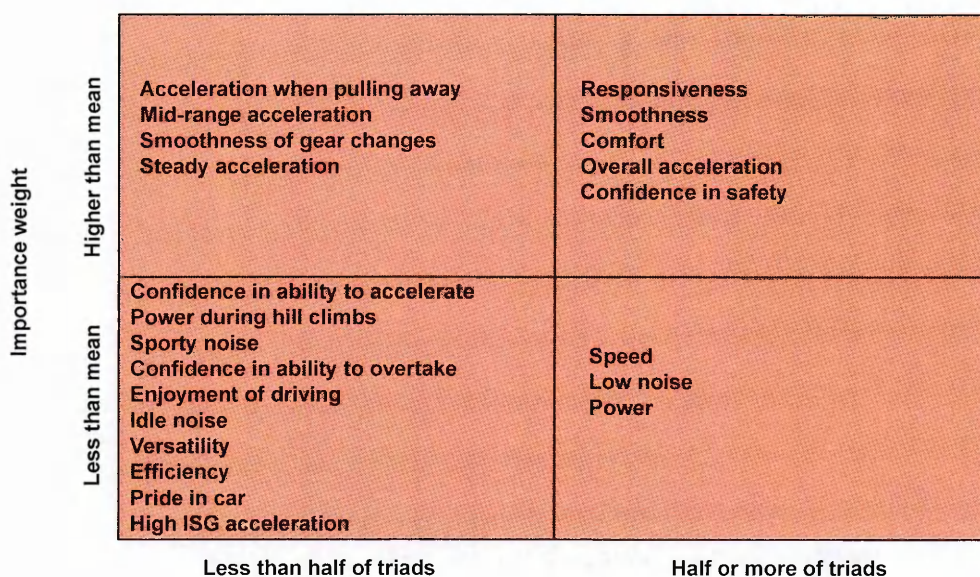 Importance weight
Higher than mean
Acceleration when pulling away
Mid-range acceleration
Smoothness of gear changes
Steady acceleration
Responsiveness
Smoothness
Comfort
Overall acceleration
Confidence in safety
Less than mean
Confidence in ability to accelerate
Power during hill climbs
Sporty noise
Confidence in ability to overtake
Enjoyment of driving
Idle noise
Versatility
Efficiency
Pride in car
High ISG acceleration
Speed
Low noise
Power
Less than half of triads
Half or more of triads